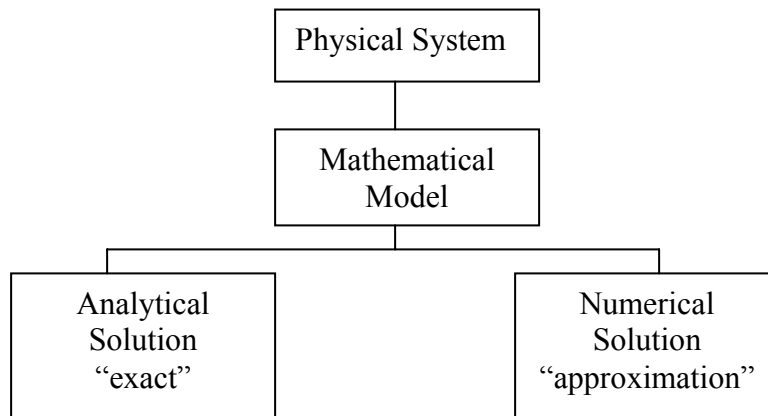 Physical System
Mathematical
Model
Analytical
Solution
“exact”
Numerical
Solution
“approximation”